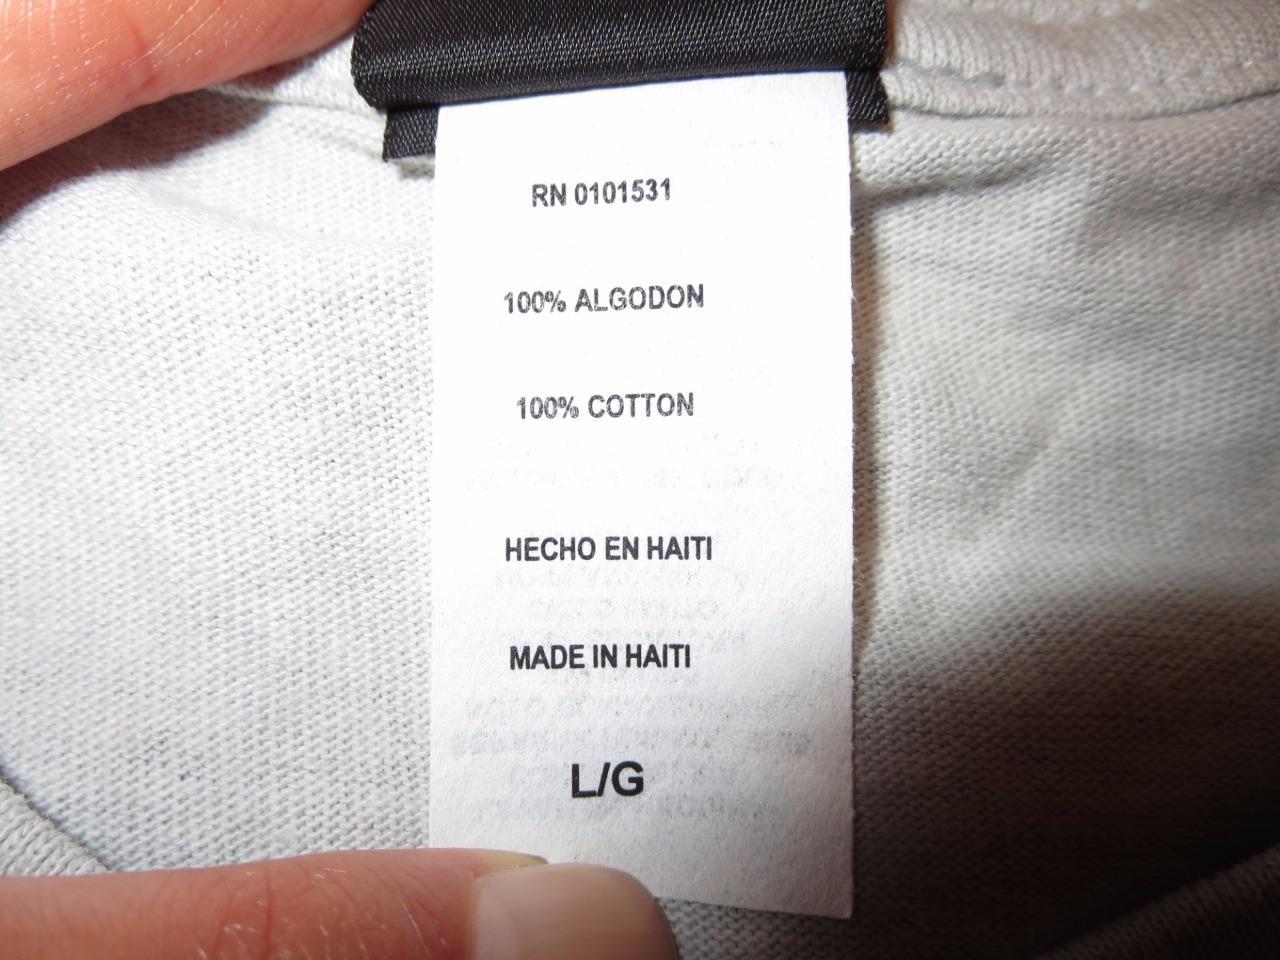 RN 0101531
100% ALGODON
100% COTTON
HECHO EN HAITI
MADE IN HAITI
L/G